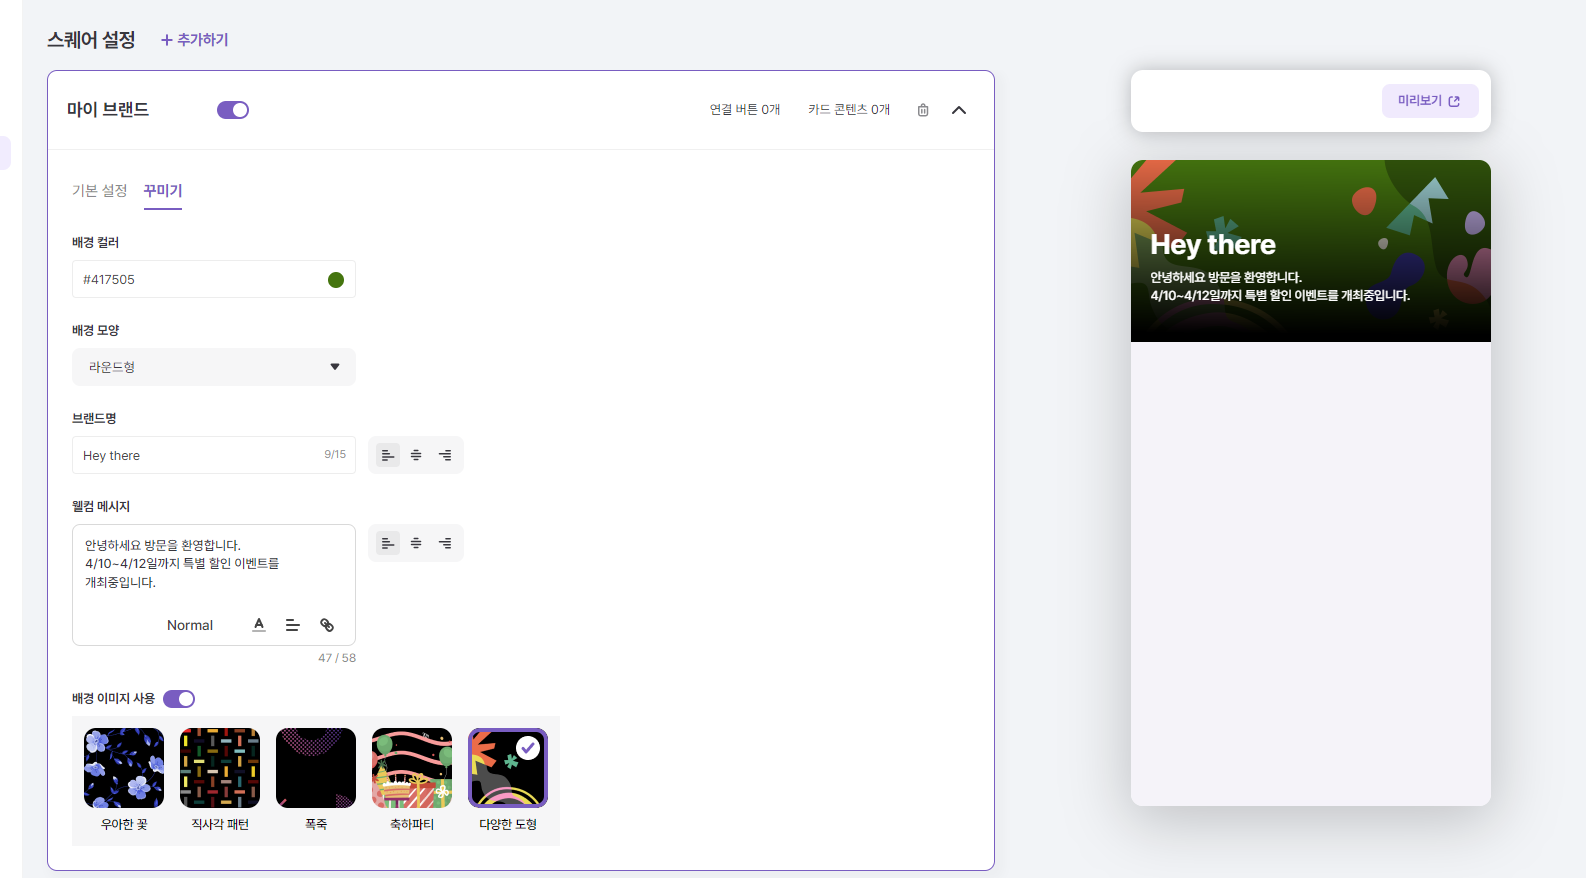 스퀘어 설정
+ 추가하기
마이 브랜드
연결 버튼 0개
카드 콘텐츠 0개
미리보기
기본 설정
꾸미기
배경 컬러
#417505
배경 모양
라운드형
브랜드명
Hey there
9/15
웰컴 메시지
안녕하세요 방문을 환영합니다.
4/10~4/12일까지 특별 할인 이벤트를
개최중입니다.
Normal
47 / 58
배경 이미지 사용
우아한 꽃
직사각 패턴
폭죽
축하파티
다양한 도형
Hey there
안녕하세요 방문을 환영합니다.
4/10~4/12일까지 특별 할인 이벤트를 개최중입니다.